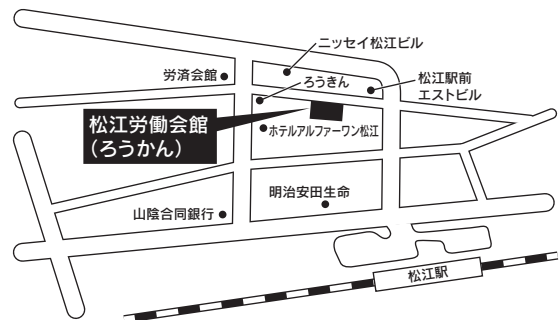 ニッセイ松江ビル
労済会館
ろうきん
松江駅前
エストビル
松江労働会館
（ろうかん）
ホテルアルファーワン松江
明治安田生命
山陰合同銀行
松江駅